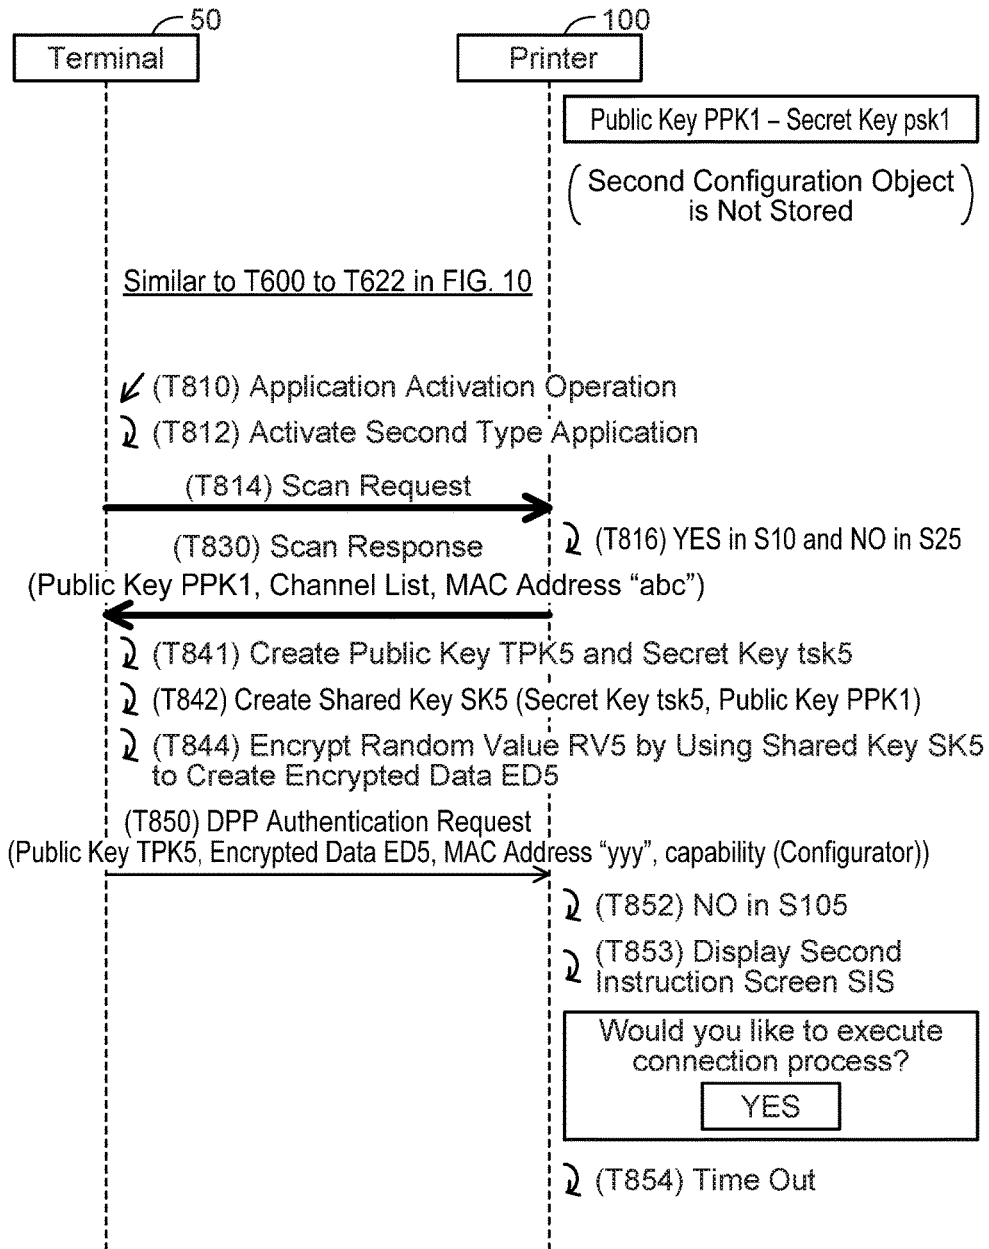 50
100
Terminal
Printer
Public Key PPK1 – Secret Key psk1
(Second Configuration Object
is Not Stored)
Similar to T600 to T622 in FIG. 10
(T810) Application Activation Operation
(T812) Activate Second Type Application
(T814) Scan Request
(T816) YES in S10 and NO in S25
(T830) Scan Response
(Public Key PPK1, Channel List, MAC Address “abc”)
(T841) Create Public Key TPK5 and Secret Key tsk5
(T842) Create Shared Key SK5 (Secret Key tsk5, Public Key PPK1)
(T844) Encrypt Random Value RV5 by Using Shared Key SK5
to Create Encrypted Data ED5
(T850) DPP Authentication Request
(Public Key TPK5, Encrypted Data ED5, MAC Address “yyy”, capability (Configurator))
(T852) NO in S105
(T853) Display Second
Instruction Screen SIS
Would you like to execute
connection process?
YES
(T854) Time Out